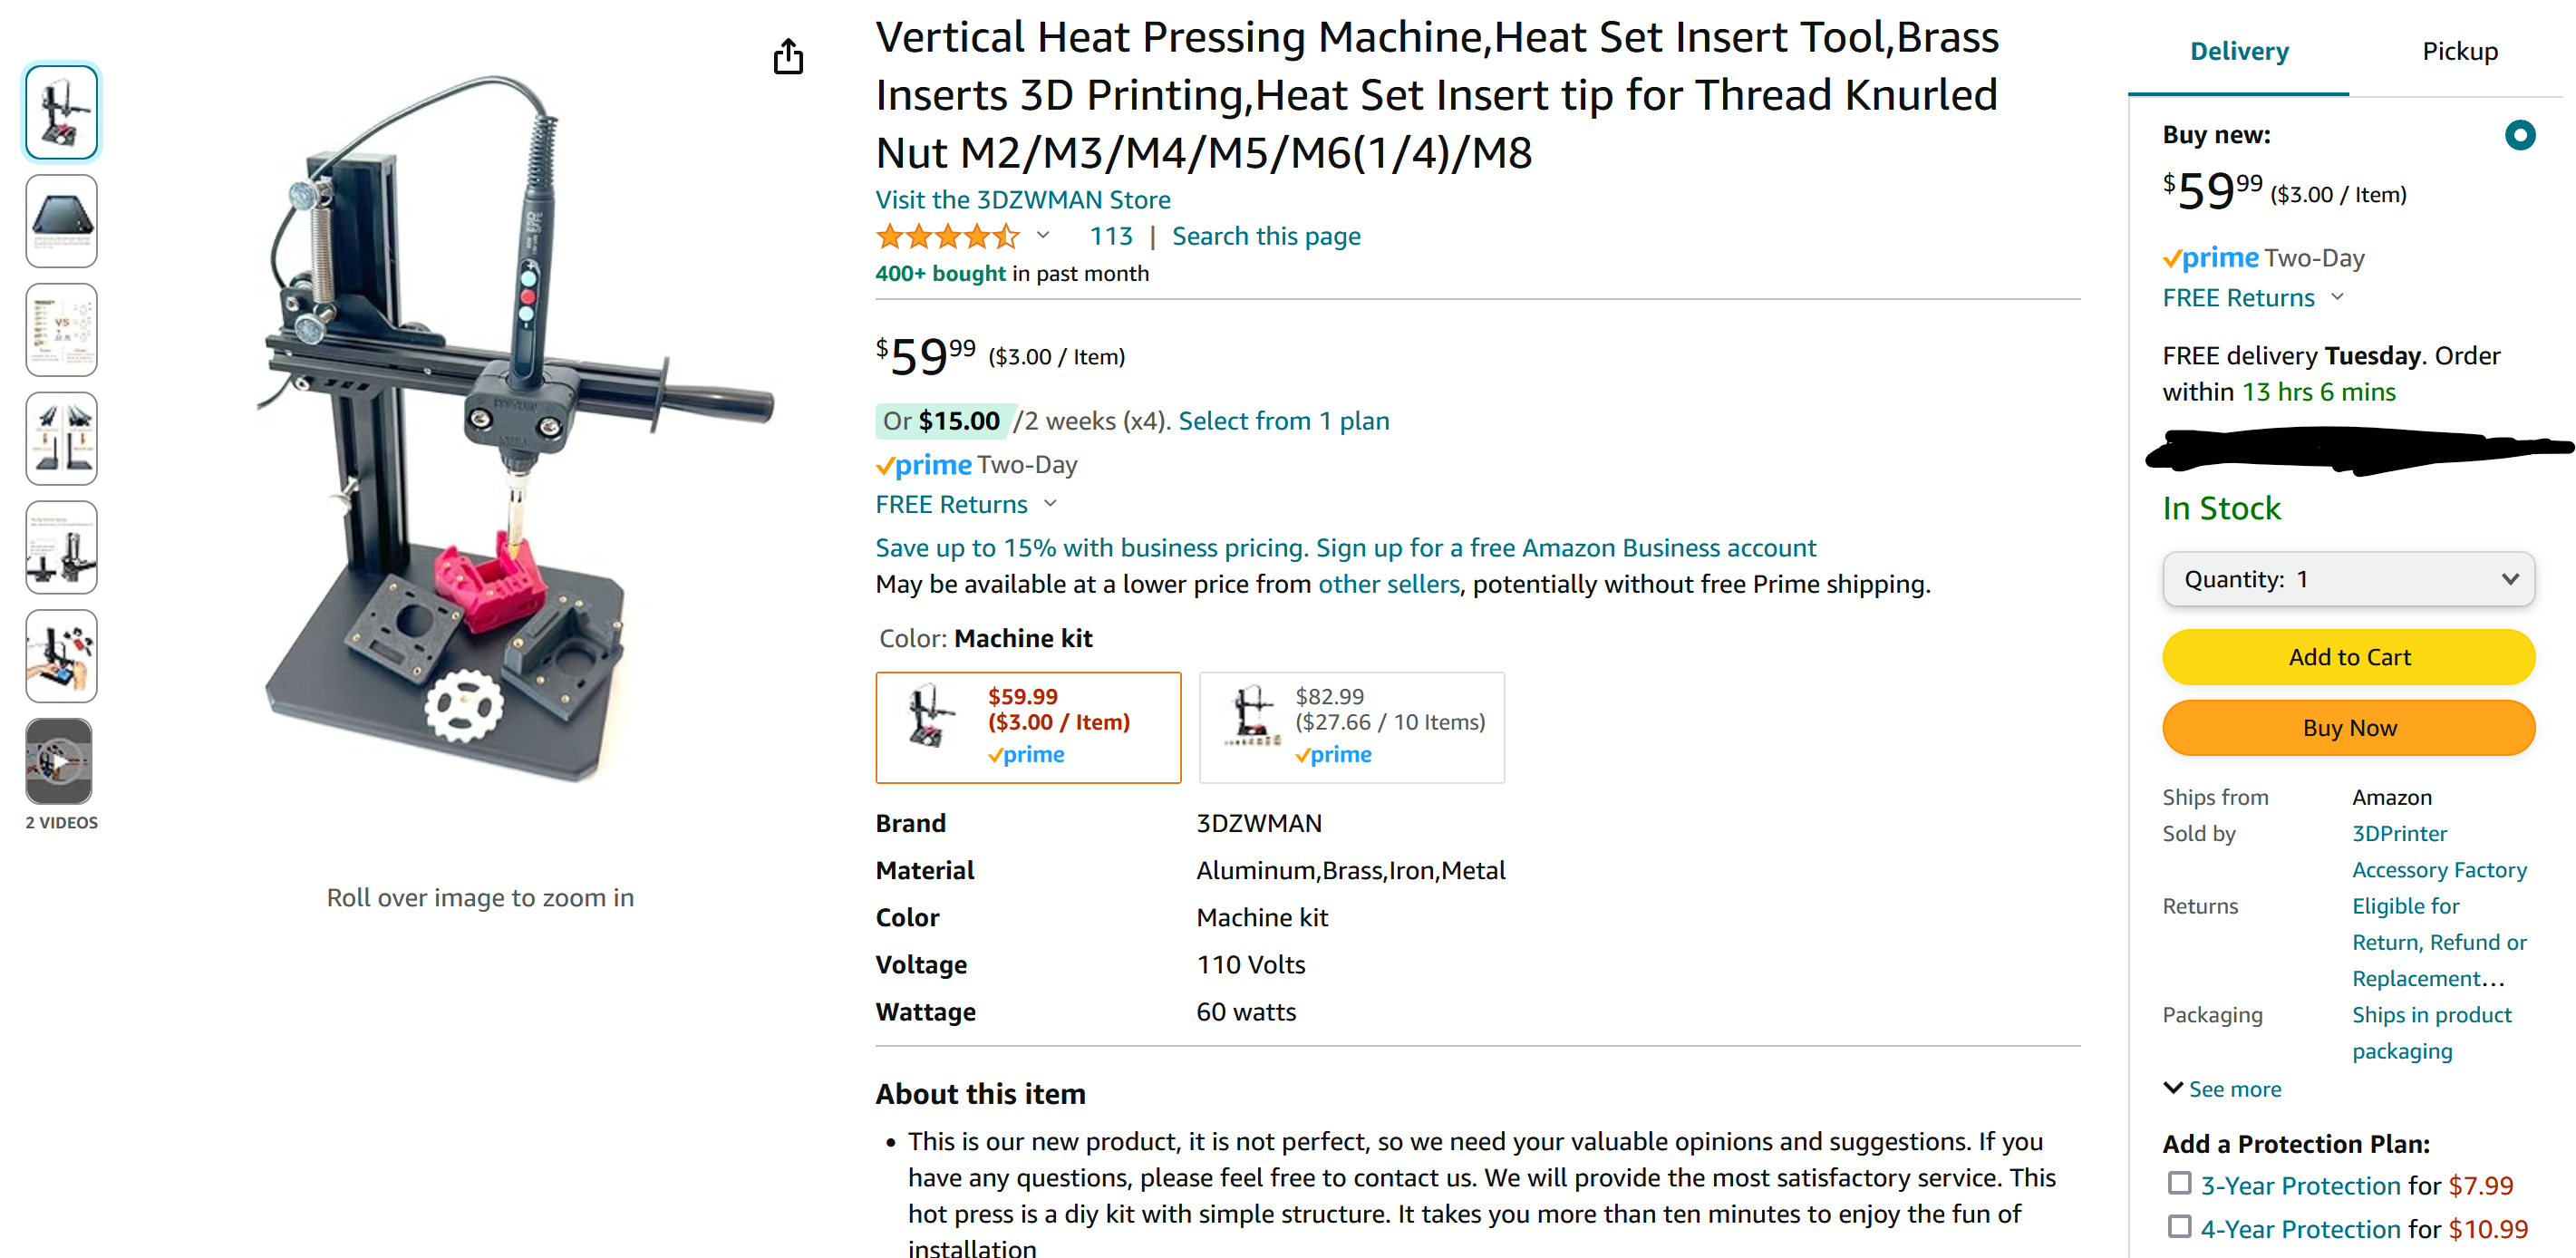 Vertical Heat Pressing Machine,Heat Set Insert Tool,Brass
Inserts 3D Printing,Heat Set Insert tip for Thread Knurled
Nut M2/M3/M4/M5/M6(1/4)/M8
Visit the 3DZWMAN Store
113 | Search this page
400+ bought in past month
$59 99 ($3.00 / Item)
Or $15.00 /2 weeks (x4). Select from 1 plan
prime Two-Day
FREE Returns
Save up to 15% with business pricing. Sign up for a free Amazon Business account
May be available at a lower price from other sellers, potentially without free Prime shipping.
Color: Machine kit
$59.99
($3.00 / Item)
prime
$82.99
($27.66 / 10 Items)
prime
Brand 3DZWMAN
Material Aluminum,Brass,Iron,Metal
Color Machine kit
Voltage 110 Volts
Wattage 60 watts
About this item
• This is our new product, it is not perfect, so we need your valuable opinions and suggestions. If you
have any questions, please feel free to contact us. We will provide the most satisfactory service. This
hot press is a diy kit with simple structure. It takes you more than ten minutes to enjoy the fun of
installation
VS
2 VIDEOS
Roll over image to zoom in
Delivery Pickup
Buy new:
$59 99 ($3.00 / Item)
prime Two-Day
FREE Returns
FREE delivery Tuesday. Order
within 13 hrs 6 mins
In Stock
Quantity: 1
Add to Cart
Buy Now
Ships from Amazon
Sold by 3DPrinter
Accessory Factory
Returns Eligible for
Return, Refund or
Replacement…
Packaging Ships in product
packaging
See more
Add a Protection Plan:
3-Year Protection for $7.99
4-Year Protection for $10.99